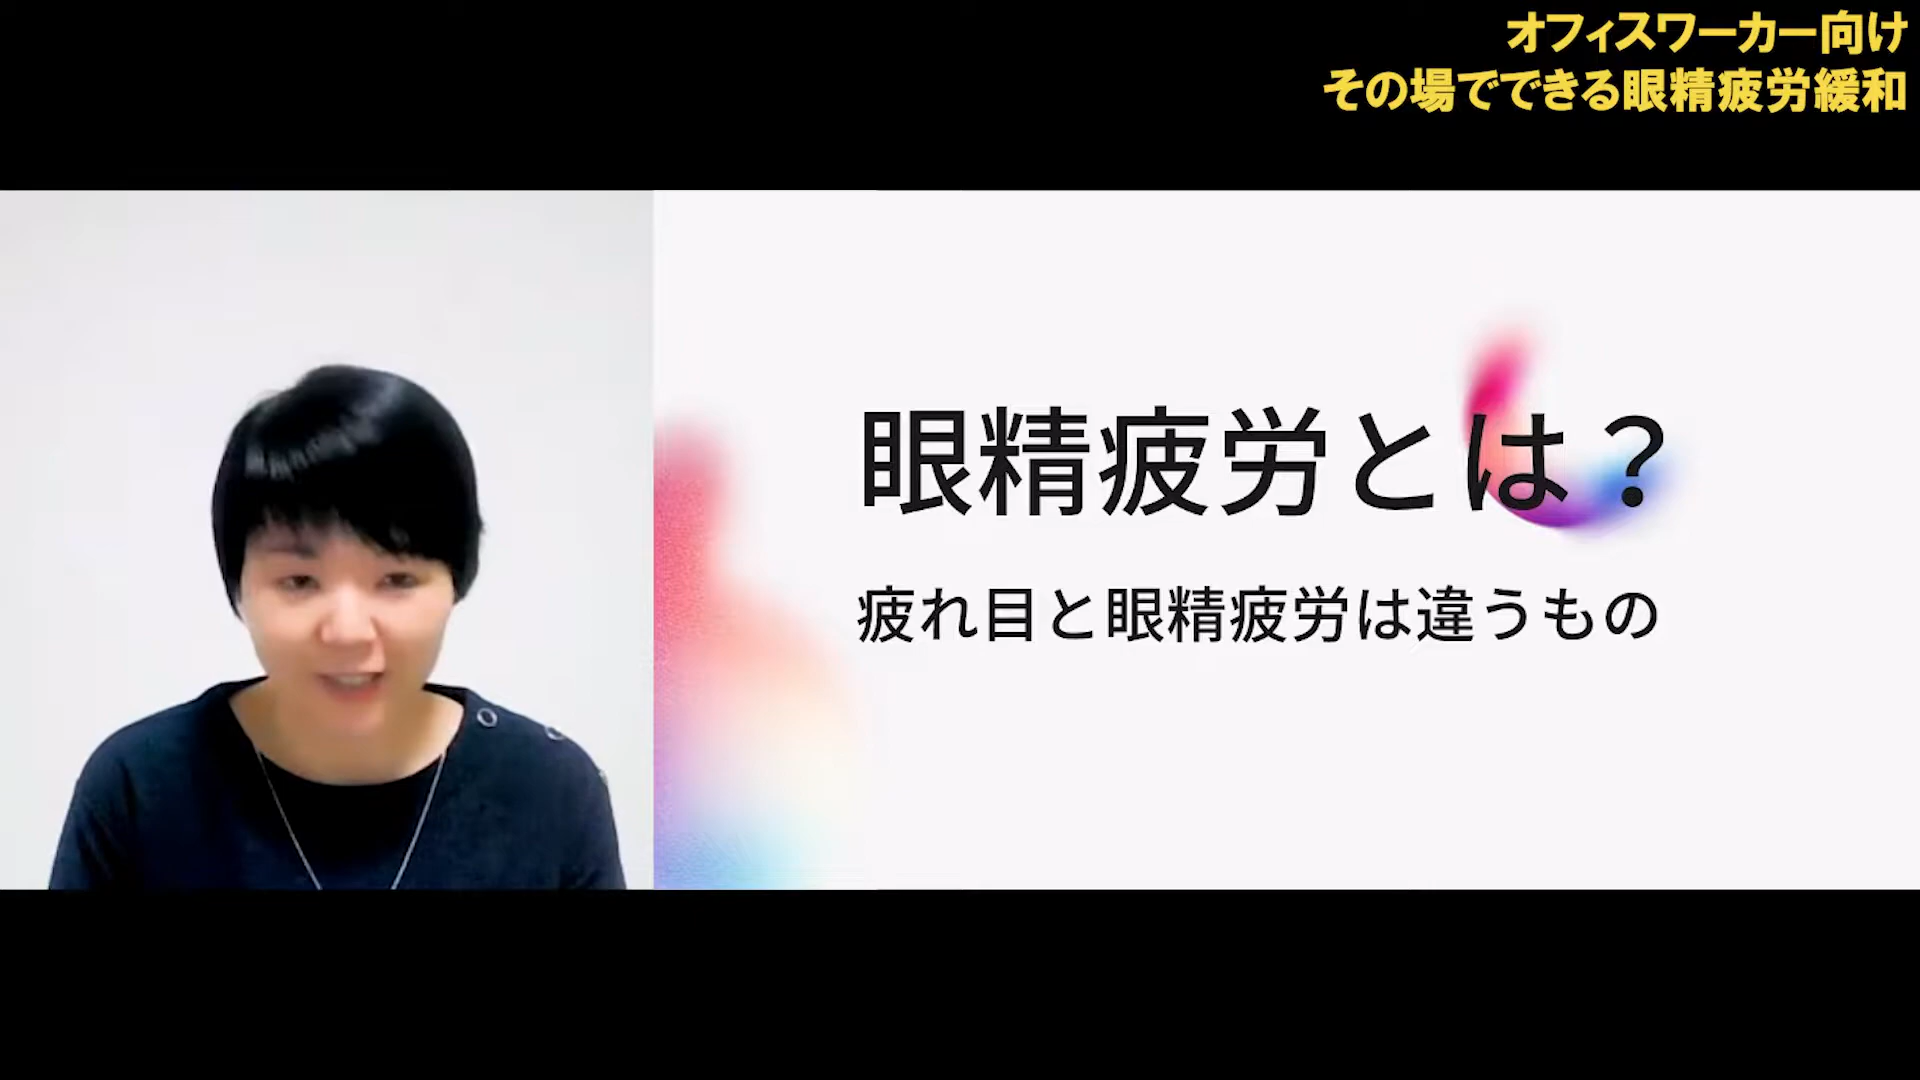 オフィスワーカー向け
その場でできる眼精疲労緩和
眼精疲労とは？
疲れ目と眼精疲労は違うもの